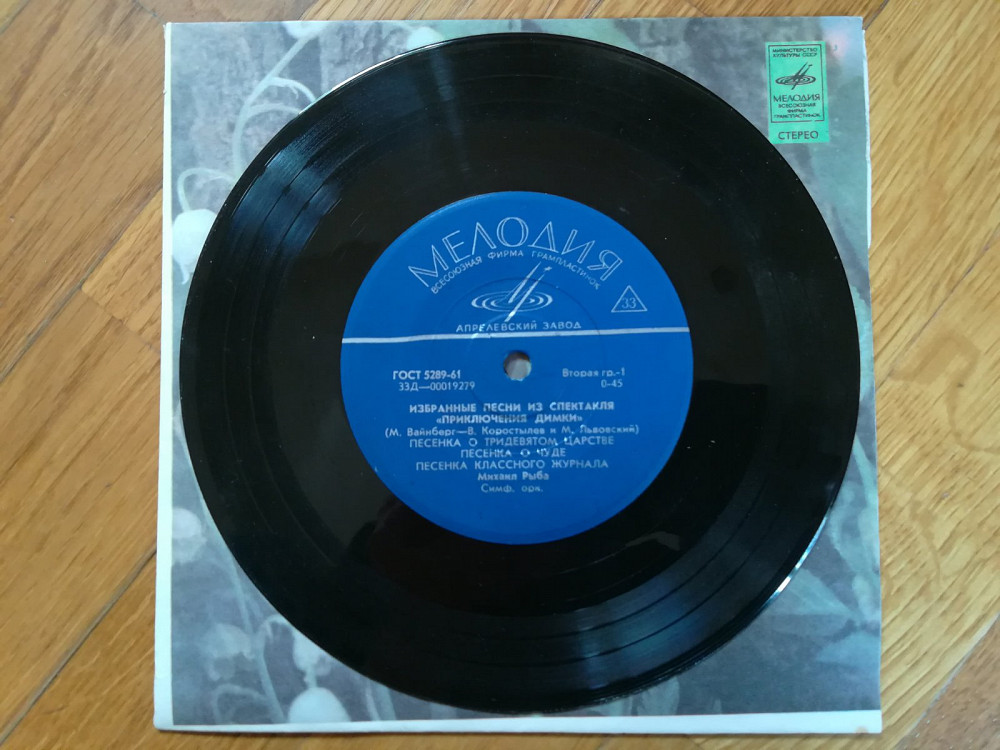 МИНИСТЕРСТВО
КУЛЬТУРЫ СССР
МЕЛОДИЯ
ВСЕСОЮЗНАЯ
ФИРМА
ГРАМПЛАСТИНОК
СТЕРЕО
МЕЛОДИЯ
ВСЕСОЮЗНАЯ ФИРМА ГРАМПЛАСТИНОК
33
АПРЕЛЕВСКИЙ ЗАВОД
ГОСТ 5289-61 Вторая гр.-1
33Д—00019279 0-45
ИЗБРАННЫЕ ПЕСНИ ИЗ СПЕКТАКЛЯ
«ПРИКЛЮЧЕНИЯ ДИМКИ»
(М. Вайнберг—В. Коростылев и М. Львовский)
ПЕСЕНКА О ТРИДЕВЯТОМ ЦАРСТВЕ
ПЕСЕНКА О ЧУДЕ
ПЕСЕНКА КЛАССНОГО ЖУРНАЛА
Михаил Рыба
Симф. орк.